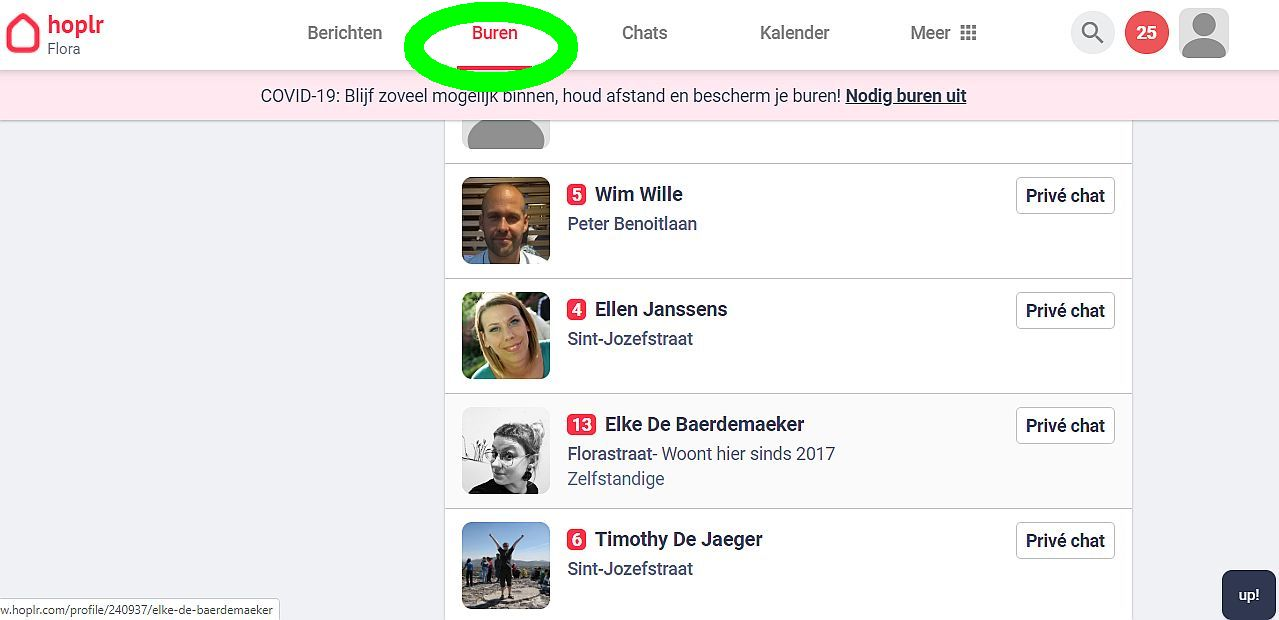 hoplr
Flora
Berichten
Buren
Chats
Kalender
Meer
25
COVID-19: Blijf zoveel mogelijk binnen, houd afstand en bescherm je buren! Nodig buren uit
5 Wim Wille
Peter Benoitlaan
Privé chat
4 Ellen Janssens
Sint-Jozefstraat
Privé chat
13 Elke De Baerdemaeker
Florastraat- Woont hier sinds 2017
Zelfstandige
Privé chat
6 Timothy De Jaeger
Sint-Jozefstraat
Privé chat
w.hoplr.com/profile/240937/elke-de-baerdemaeker
up!